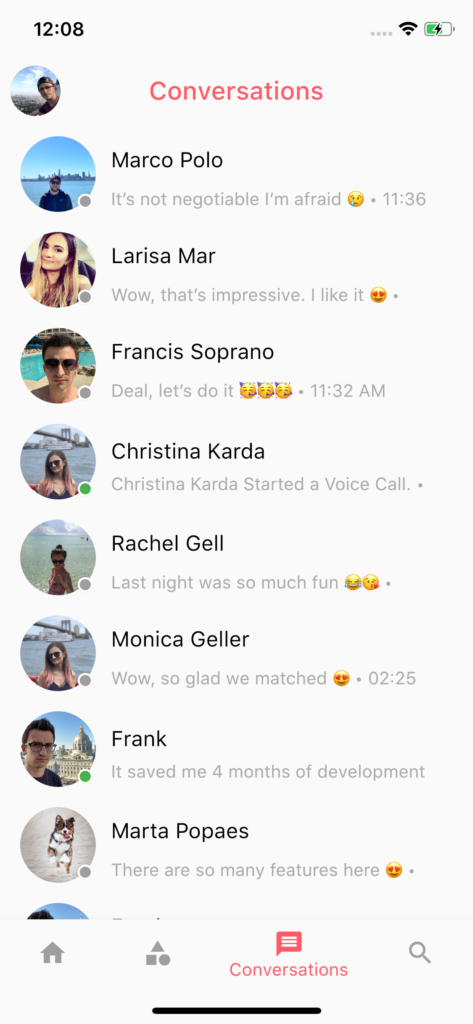 12:08
Conversations
Marco Polo
It's not negotiable I'm afraid 😢 • 11:36
Larisa Mar
Wow, that's impressive. I like it 😍 •
Francis Soprano
Deal, let's do it 🥳🥳🥳 • 11:32 AM
Christina Karda
Christina Karda Started a Voice Call. •
Rachel Gell
Last night was so much fun 😂😘 •
Monica Geller
Wow, so glad we matched 😍 • 02:25
Frank
It saved me 4 months of development
Marta Popaes
There are so many features here 😍 •
Conversations